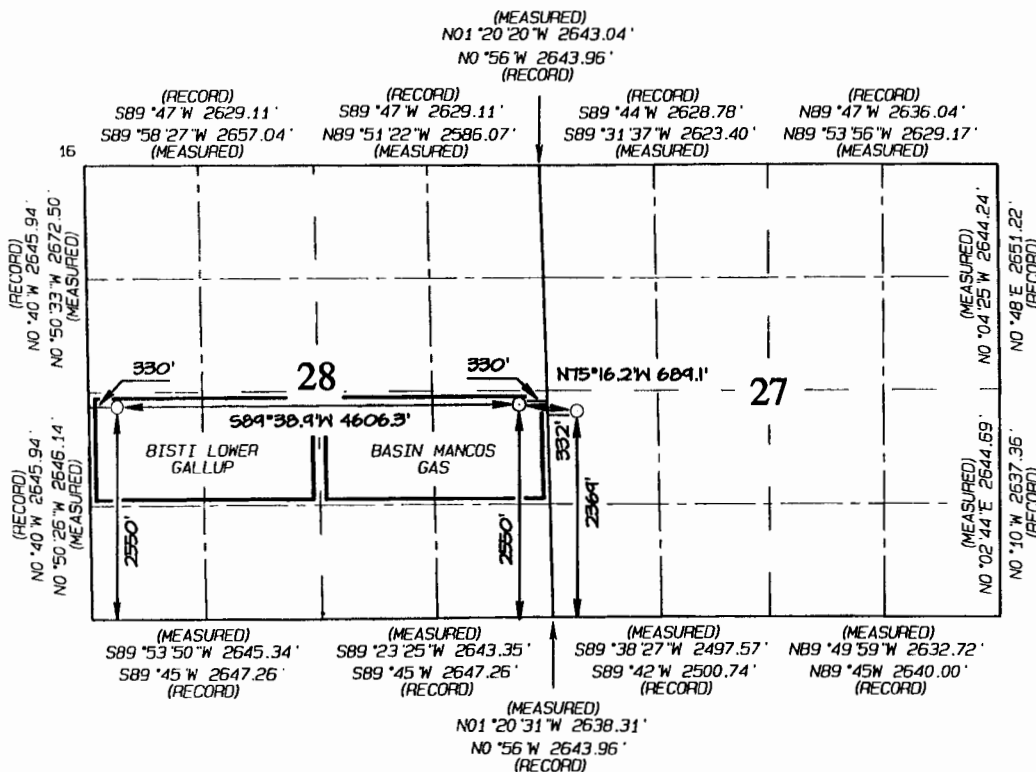 (MEASURED)
N01°20'20"W 2643.04'
N0°56'W 2643.96'
(RECORD)
(RECORD)
S89°47'W 2629.11'
S89°58'27"W 2657.04'
(MEASURED)
(RECORD)
S89°47'W 2629.11'
N89°51'22"W 2586.07'
(MEASURED)
(RECORD)
S89°44'W 2628.78'
S89°31'37"W 2623.40'
(MEASURED)
(RECORD)
N89°47'W 2636.04'
N89°53'56"W 2629.17'
(MEASURED)
16
(RECORD)
N0°40'W 2645.94'
N0°50'33"W 2672.50'
(MEASURED)
(MEASURED)
N0°04'25"W 2644.24'
N0°48'E 2651.22'
(RECORD)
330'
28
330'
N75°16.2'W 689.1'
27
S89°38.9'W 4606.3'
BISTI LOWER
GALLUP
BASIN MANCOS
GAS
332'
2550'
2550'
2369'
(RECORD)
N0°40'W 2645.94'
N0°50'26"W 2646.14'
(MEASURED)
(MEASURED)
N0°02'44"E 2644.69'
N0°10'W 2637.36'
(RECORD)
(MEASURED)
S89°53'50"W 2645.34'
S89°45'W 2647.26'
(RECORD)
(MEASURED)
S89°23'25"W 2643.35'
S89°45'W 2647.26'
(RECORD)
(MEASURED)
S89°38'27"W 2497.57'
S89°42'W 2500.74'
(RECORD)
(MEASURED)
N89°49'59"W 2632.72'
N89°45W 2640.00'
(RECORD)
(MEASURED)
N01°20'31"W 2638.31'
N0°56'W 2643.96'
(RECORD)